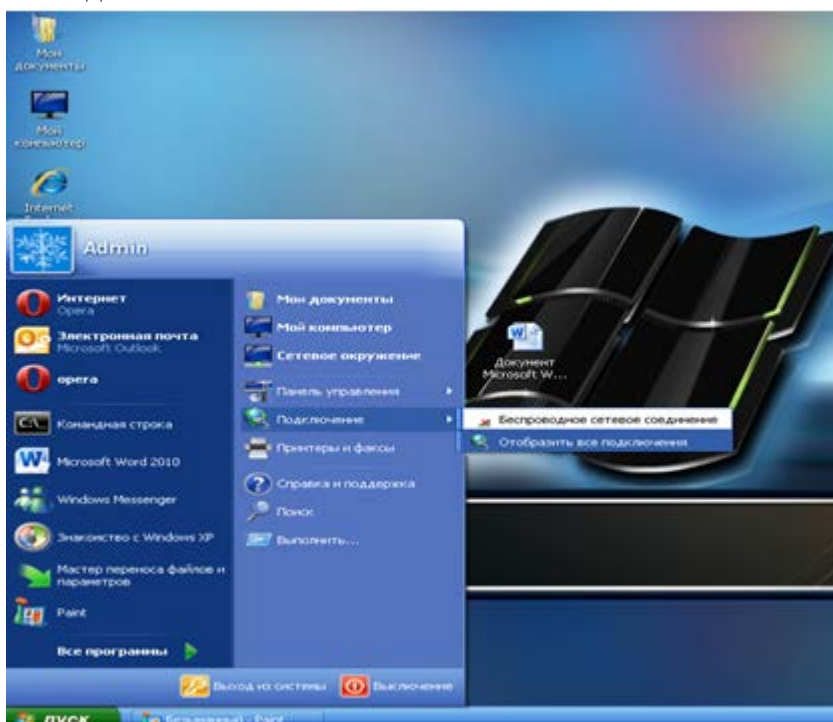 Мои
документы
Мой
компьютер
Internet
Admin
Интернет
Opera
Электронная почта
Microsoft Outlook
opera
Командная строка
Microsoft Word 2010
Windows Messenger
Знакомство с Windows XP
Мастер переноса файлов и
параметров
Paint
Все программы
Мои документы
Мой компьютер
Сетевое окружение
Панель управления
Подключение
Принтеры и факсы
Справка и поддержка
Поиск
Выполнить...
Беспроводное сетевое соединение
Отобразить все подключения
Документ
Microsoft W...
Выход из системы
Выключение
пуск
Безымянный - Paint